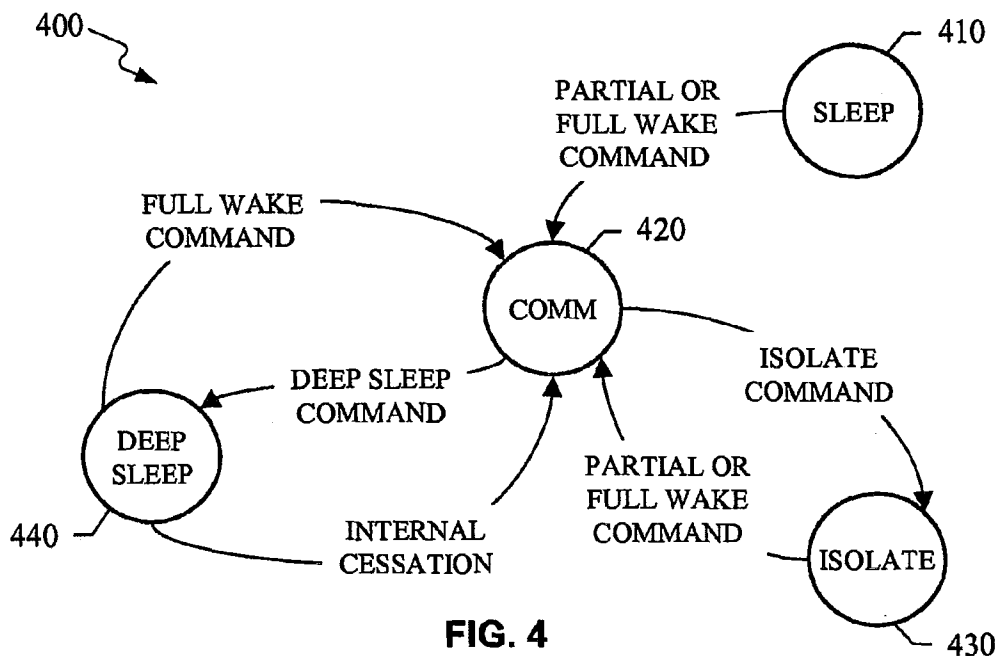 400
410
PARTIAL OR
FULL WAKE
COMMAND
SLEEP
FULL WAKE
COMMAND
420
COMM
ISOLATE
COMMAND
DEEP SLEEP
COMMAND
DEEP
SLEEP
PARTIAL OR
FULL WAKE
COMMAND
440
INTERNAL
CESSATION
ISOLATE
FIG. 4
430